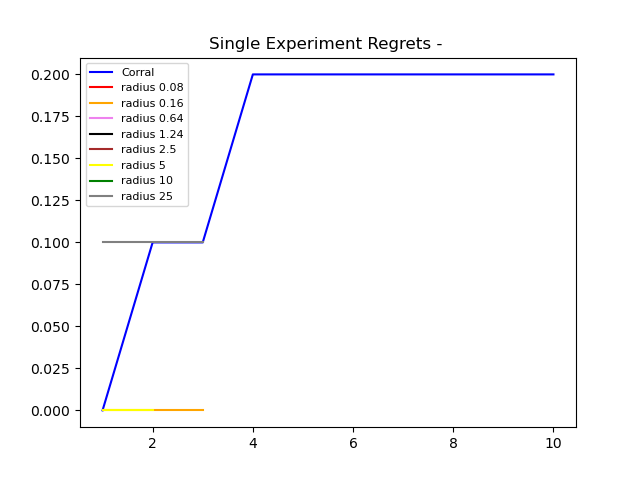 Single Experiment Regrets -
Corral
radius 0.08
radius 0.16
radius 0.64
radius 1.24
radius 2.5
radius 5
radius 10
radius 25
0.200
0.175
0.150
0.125
0.100
0.075
0.050
0.025
0.000
2 4 6 8 10